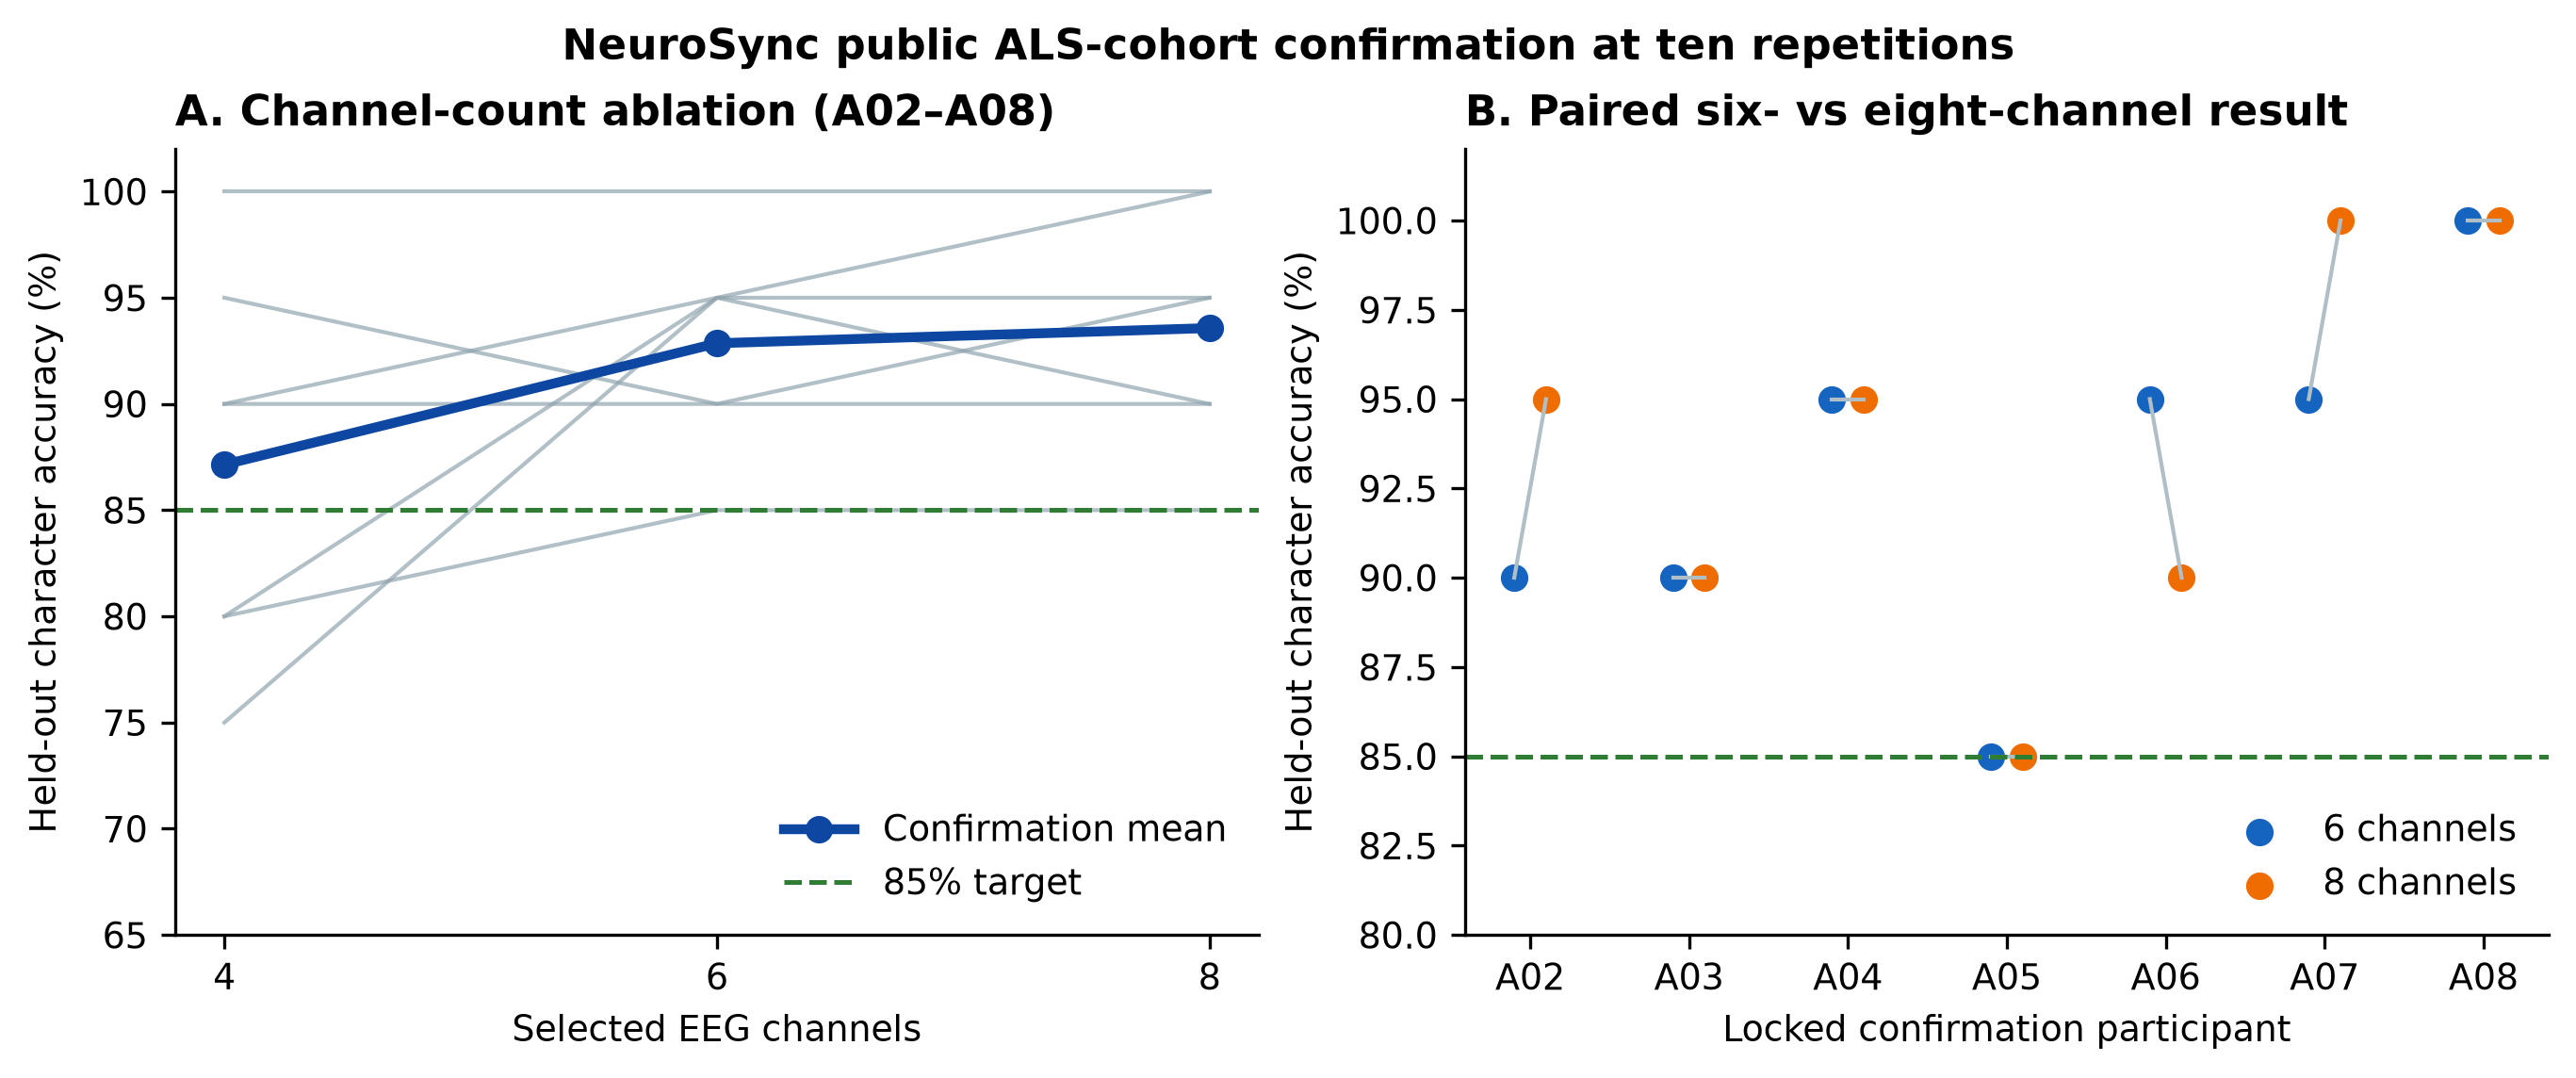 NeuroSync public ALS-cohort confirmation at ten repetitions
A. Channel-count ablation (A02–A08)
Held-out character accuracy (%)
100
95
90
85
80
75
70
65
4
6
8
Selected EEG channels
Confirmation mean
85% target
B. Paired six- vs eight-channel result
Held-out character accuracy (%)
100.0
97.5
95.0
92.5
90.0
87.5
85.0
82.5
80.0
A02
A03
A04
A05
A06
A07
A08
Locked confirmation participant
6 channels
8 channels